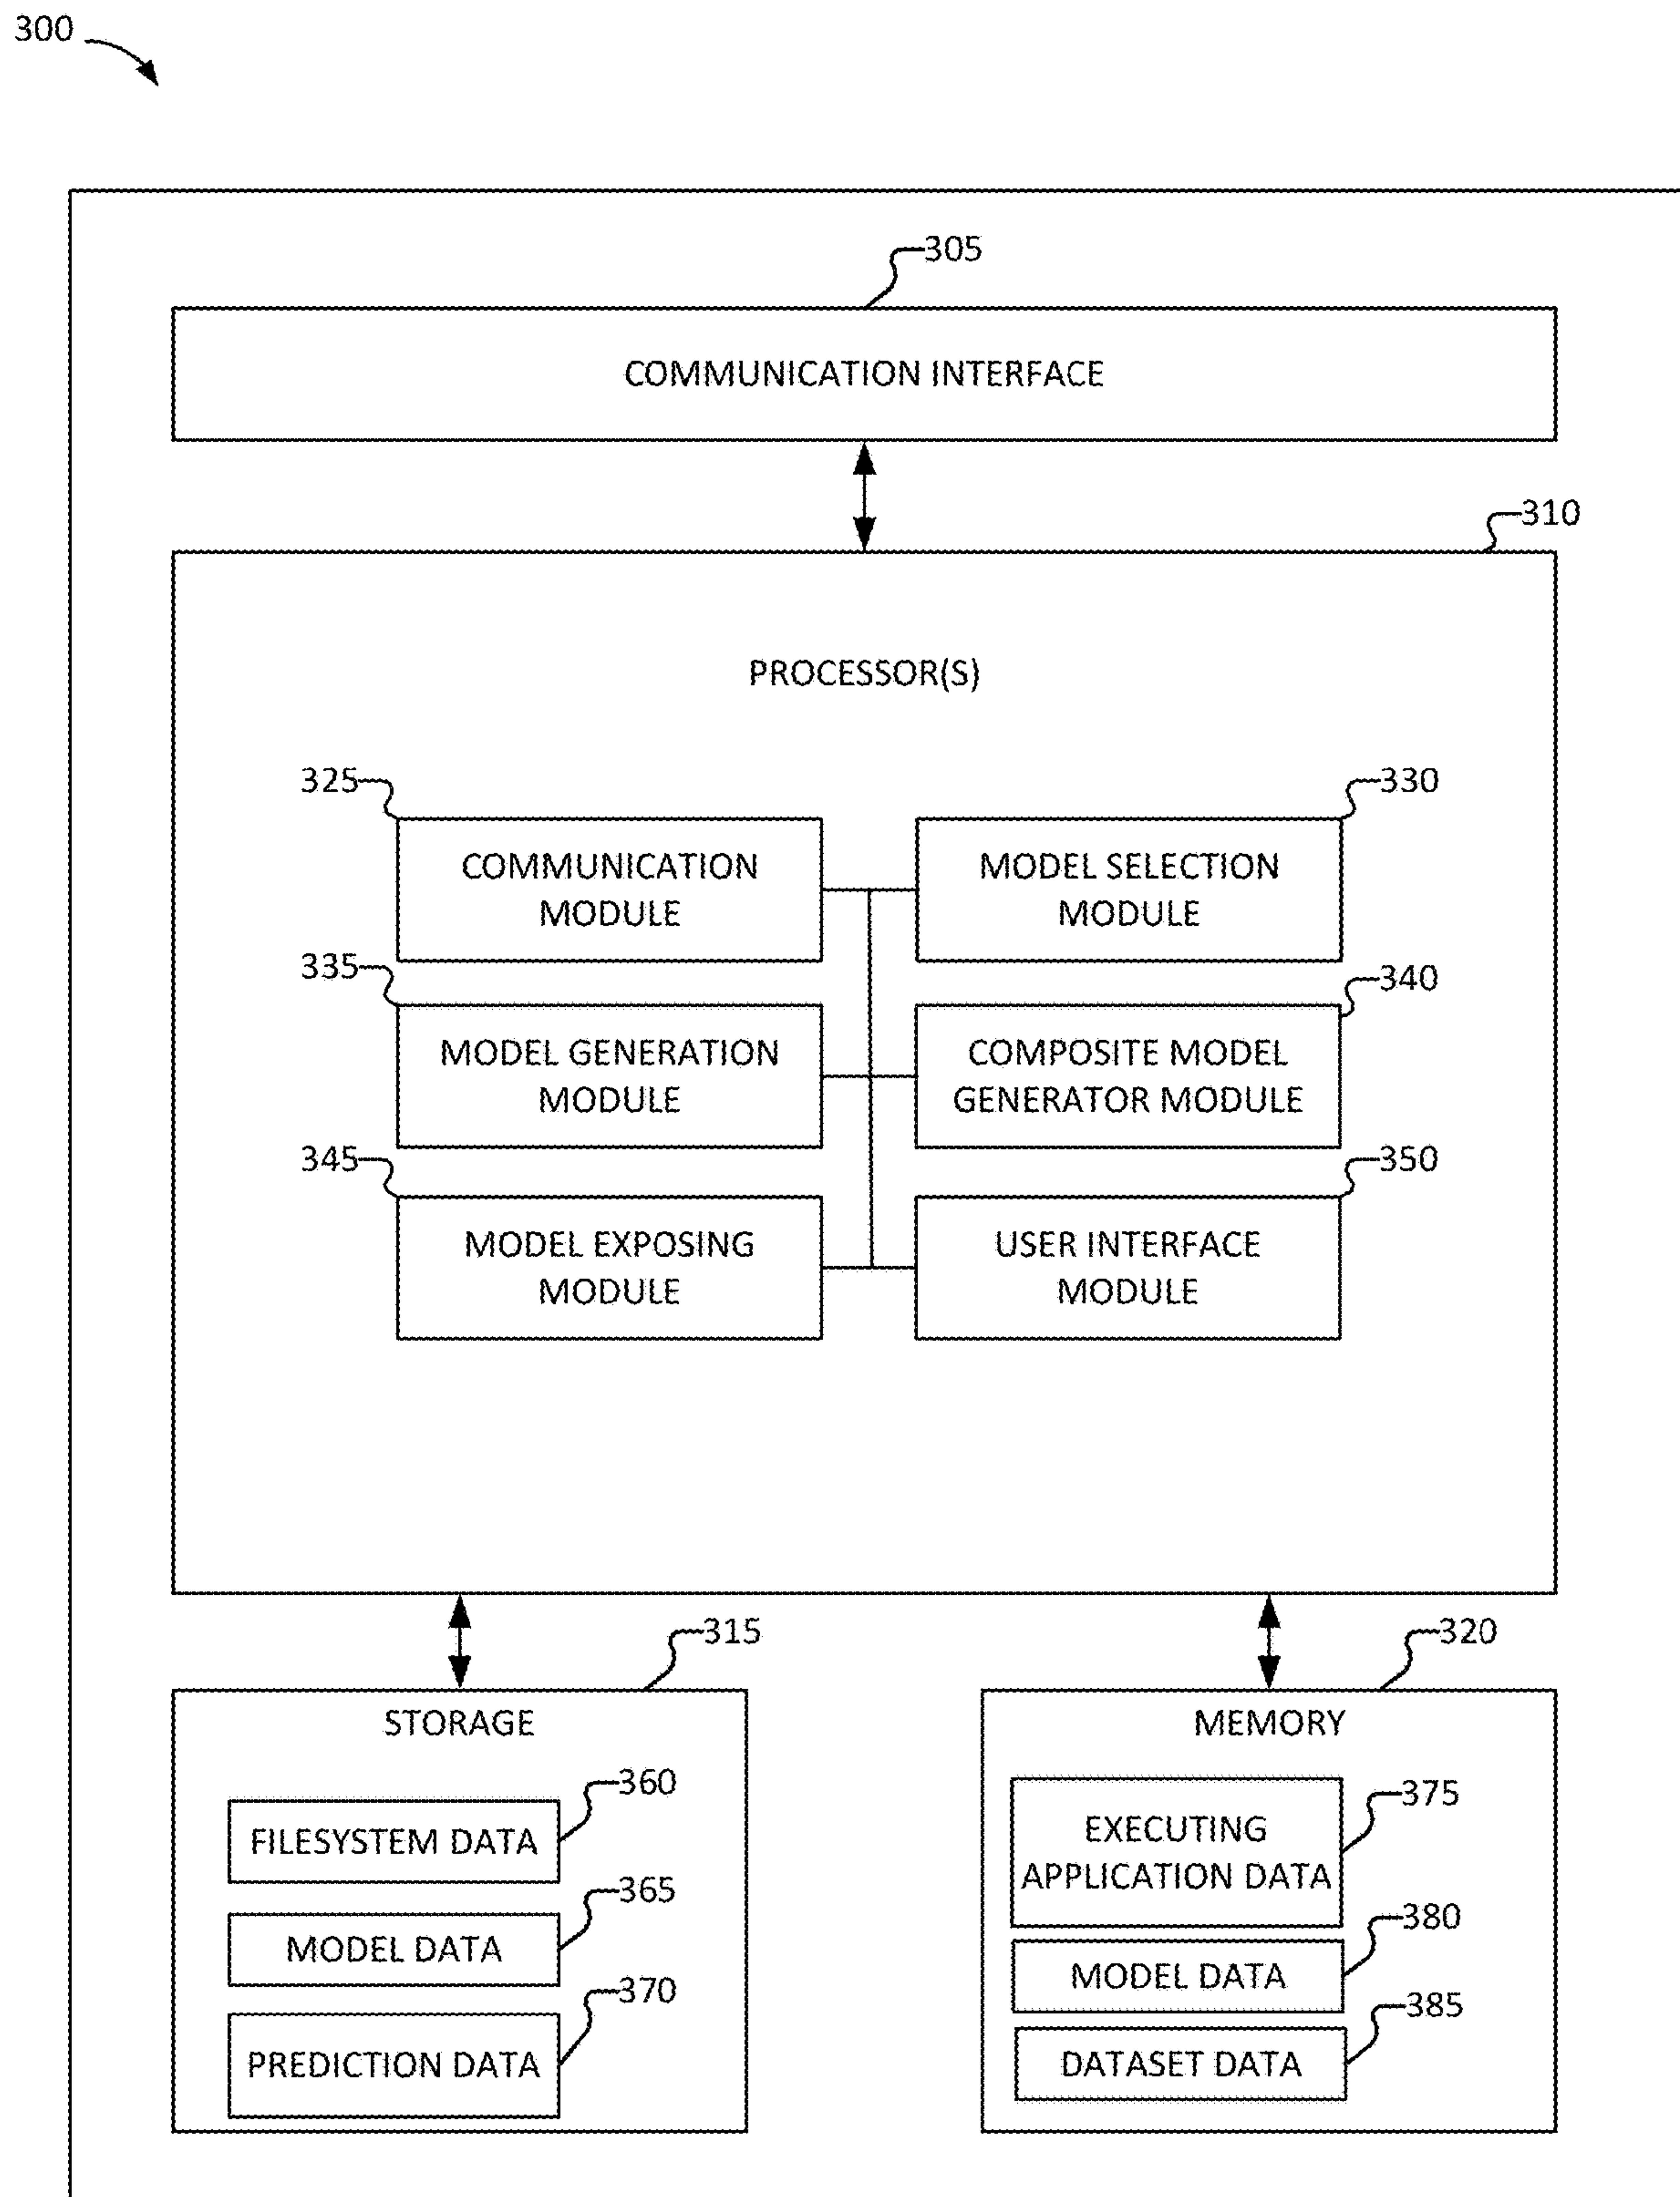 300
305
COMMUNICATION INTERFACE
310
PROCESSOR(S)
325
330
COMMUNICATION
MODULE
MODEL SELECTION
MODULE
335
340
MODEL GENERATION
MODULE
COMPOSITE MODEL
GENERATOR MODULE
345
350
MODEL EXPOSING
MODULE
USER INTERFACE
MODULE
315
320
STORAGE
360
FILESYSTEM DATA
365
MODEL DATA
370
PREDICTION DATA
MEMORY
375
EXECUTING
APPLICATION DATA
380
MODEL DATA
385
DATASET DATA